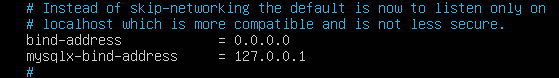 # Instead of skip-networking the default is now to listen only on
# localhost which is more compatible and is not less secure.
bind-address            = 0.0.0.0
mysqlx-bind-address     = 127.0.0.1
#